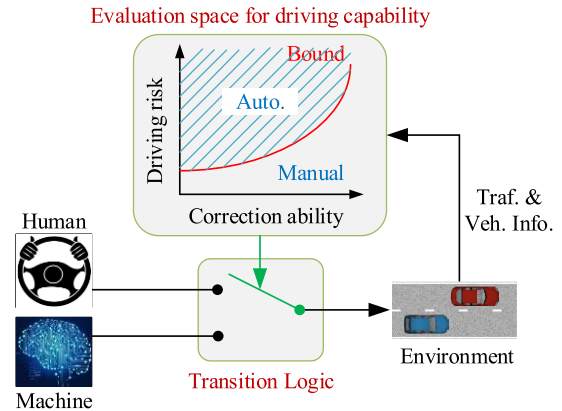 Evaluation space for driving capability
Bound
Auto.
Manual
Driving risk
Correction ability
Traf. &
Veh. Info.
Human
Machine
Transition Logic
Environment